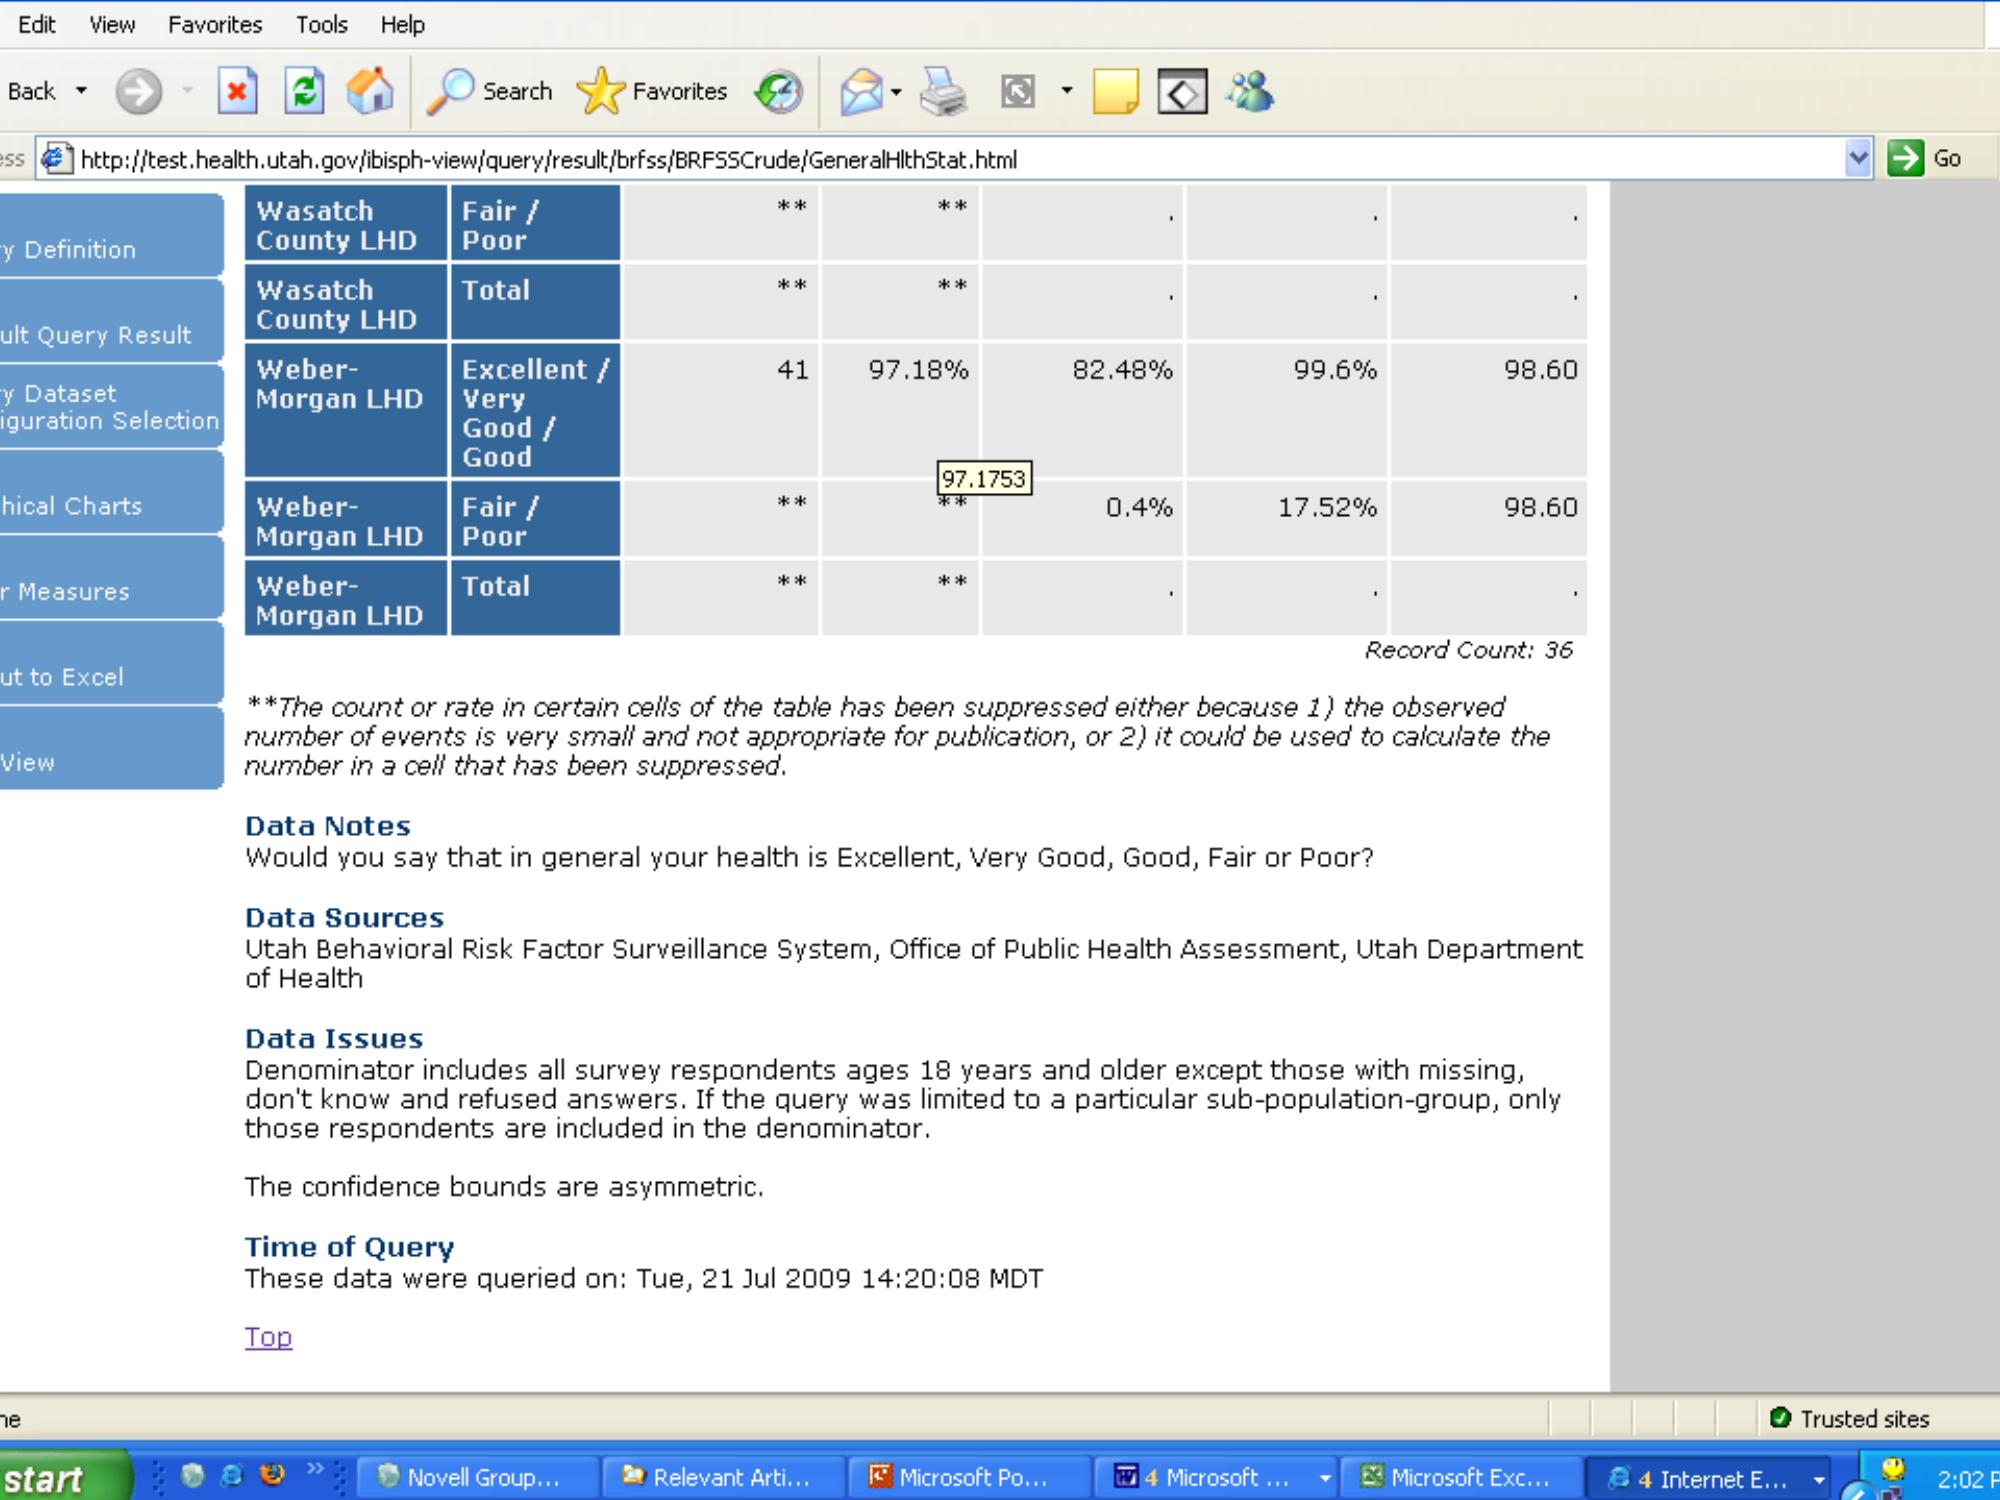 Edit View Favorites Tools Help
Back Search Favorites
ess http://test.health.utah.gov/ibisph-view/query/result/brfss/BRFSSCrude/GeneralHlthStat.html Go
y Definition
ult Query Result
y Dataset
iguration Selection
hical Charts
r Measures
ut to Excel
View
Wasatch County LHD Fair / Poor ** ** . . .
Wasatch County LHD Total ** ** . . .
Weber-Morgan LHD Excellent / Very Good / Good 41 97.18% 82.48% 99.6% 98.60
97.1753
Weber-Morgan LHD Fair / Poor ** ** 0.4% 17.52% 98.60
Weber-Morgan LHD Total ** ** . . .
Record Count: 36
**The count or rate in certain cells of the table has been suppressed either because 1) the observed
number of events is very small and not appropriate for publication, or 2) it could be used to calculate the
number in a cell that has been suppressed.
Data Notes
Would you say that in general your health is Excellent, Very Good, Good, Fair or Poor?
Data Sources
Utah Behavioral Risk Factor Surveillance System, Office of Public Health Assessment, Utah Department
of Health
Data Issues
Denominator includes all survey respondents ages 18 years and older except those with missing,
don't know and refused answers. If the query was limited to a particular sub-population-group, only
those respondents are included in the denominator.
The confidence bounds are asymmetric.
Time of Query
These data were queried on: Tue, 21 Jul 2009 14:20:08 MDT
Top
ne Trusted sites
start » Novell Group... Relevant Arti... Microsoft Po... 4 Microsoft ... Microsoft Exc... 4 Internet E... 2:02 P